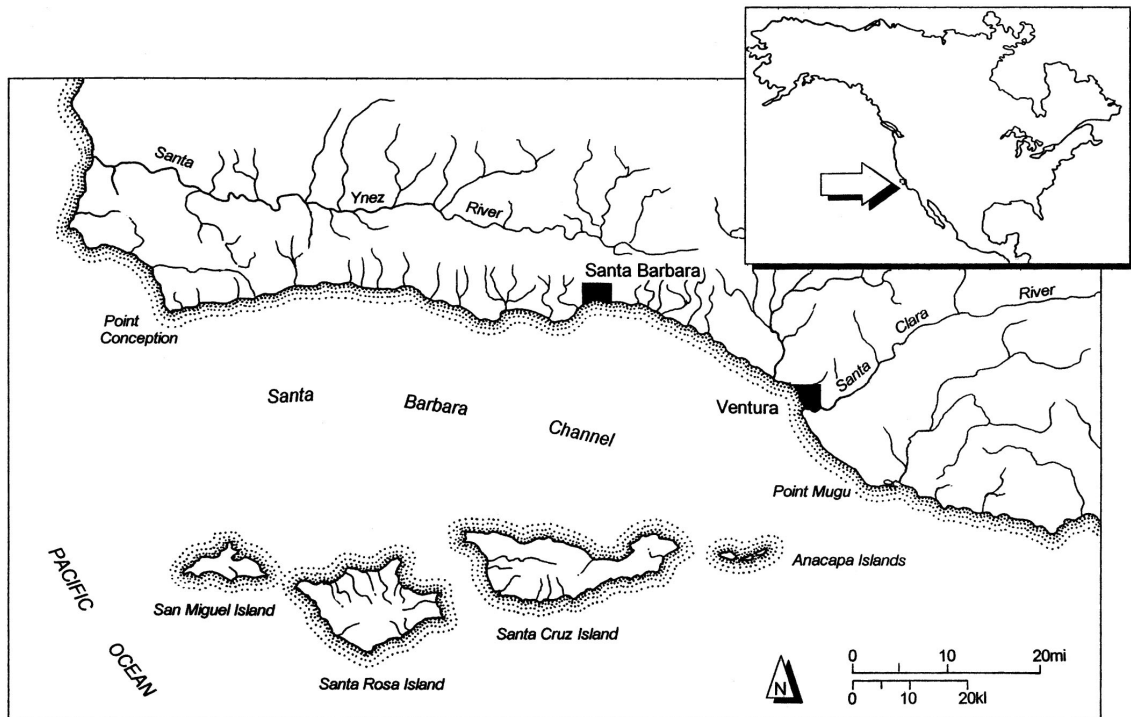 Santa
Ynez
River
Santa Barbara
River
Clara
Santa
Point
Conception
Santa Barbara Channel
Ventura
Point Mugu
PACIFIC
OCEAN
San Miguel Island
Santa Rosa Island
Santa Cruz Island
Anacapa Islands
N
0 10 20mi
0 10 20kl